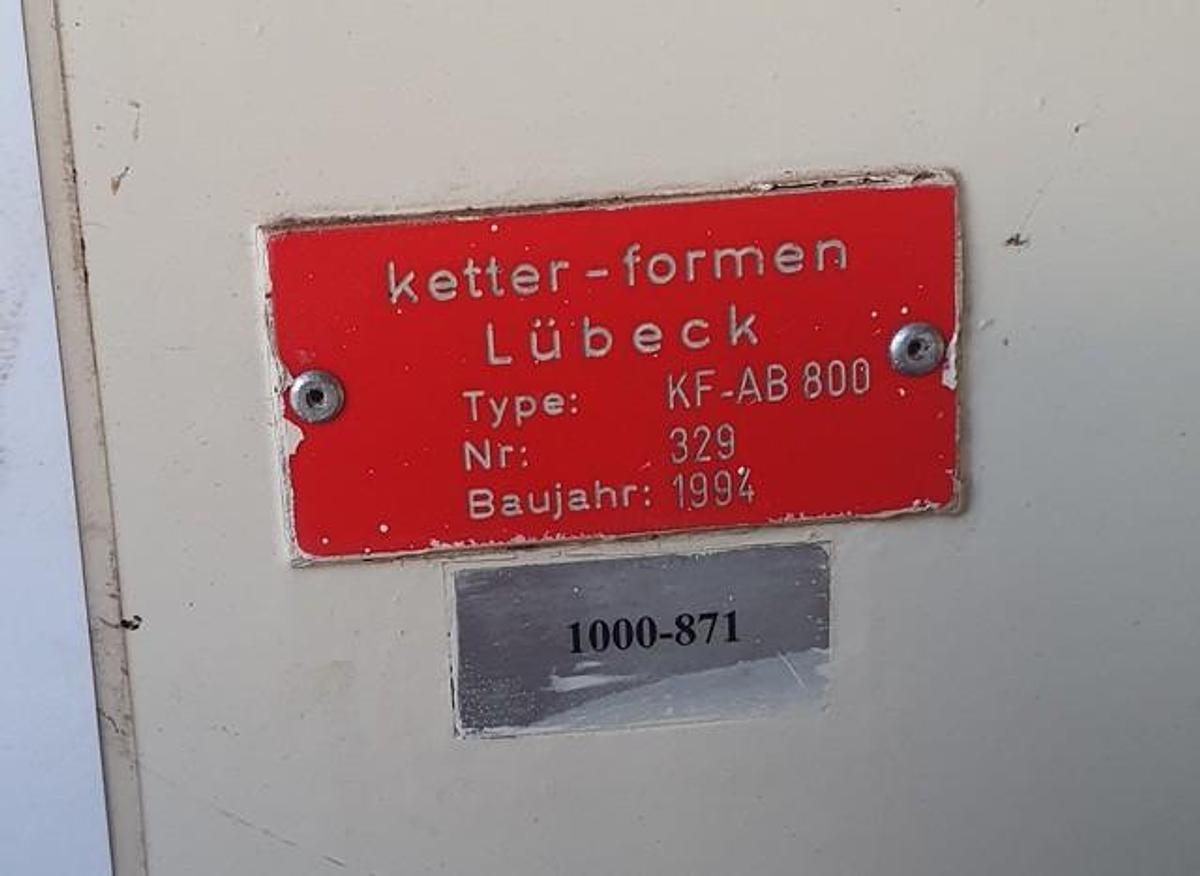 ketter-formen
Lübeck
Type: KF-AB 800
Nr: 329
Baujahr: 1994
1000-871